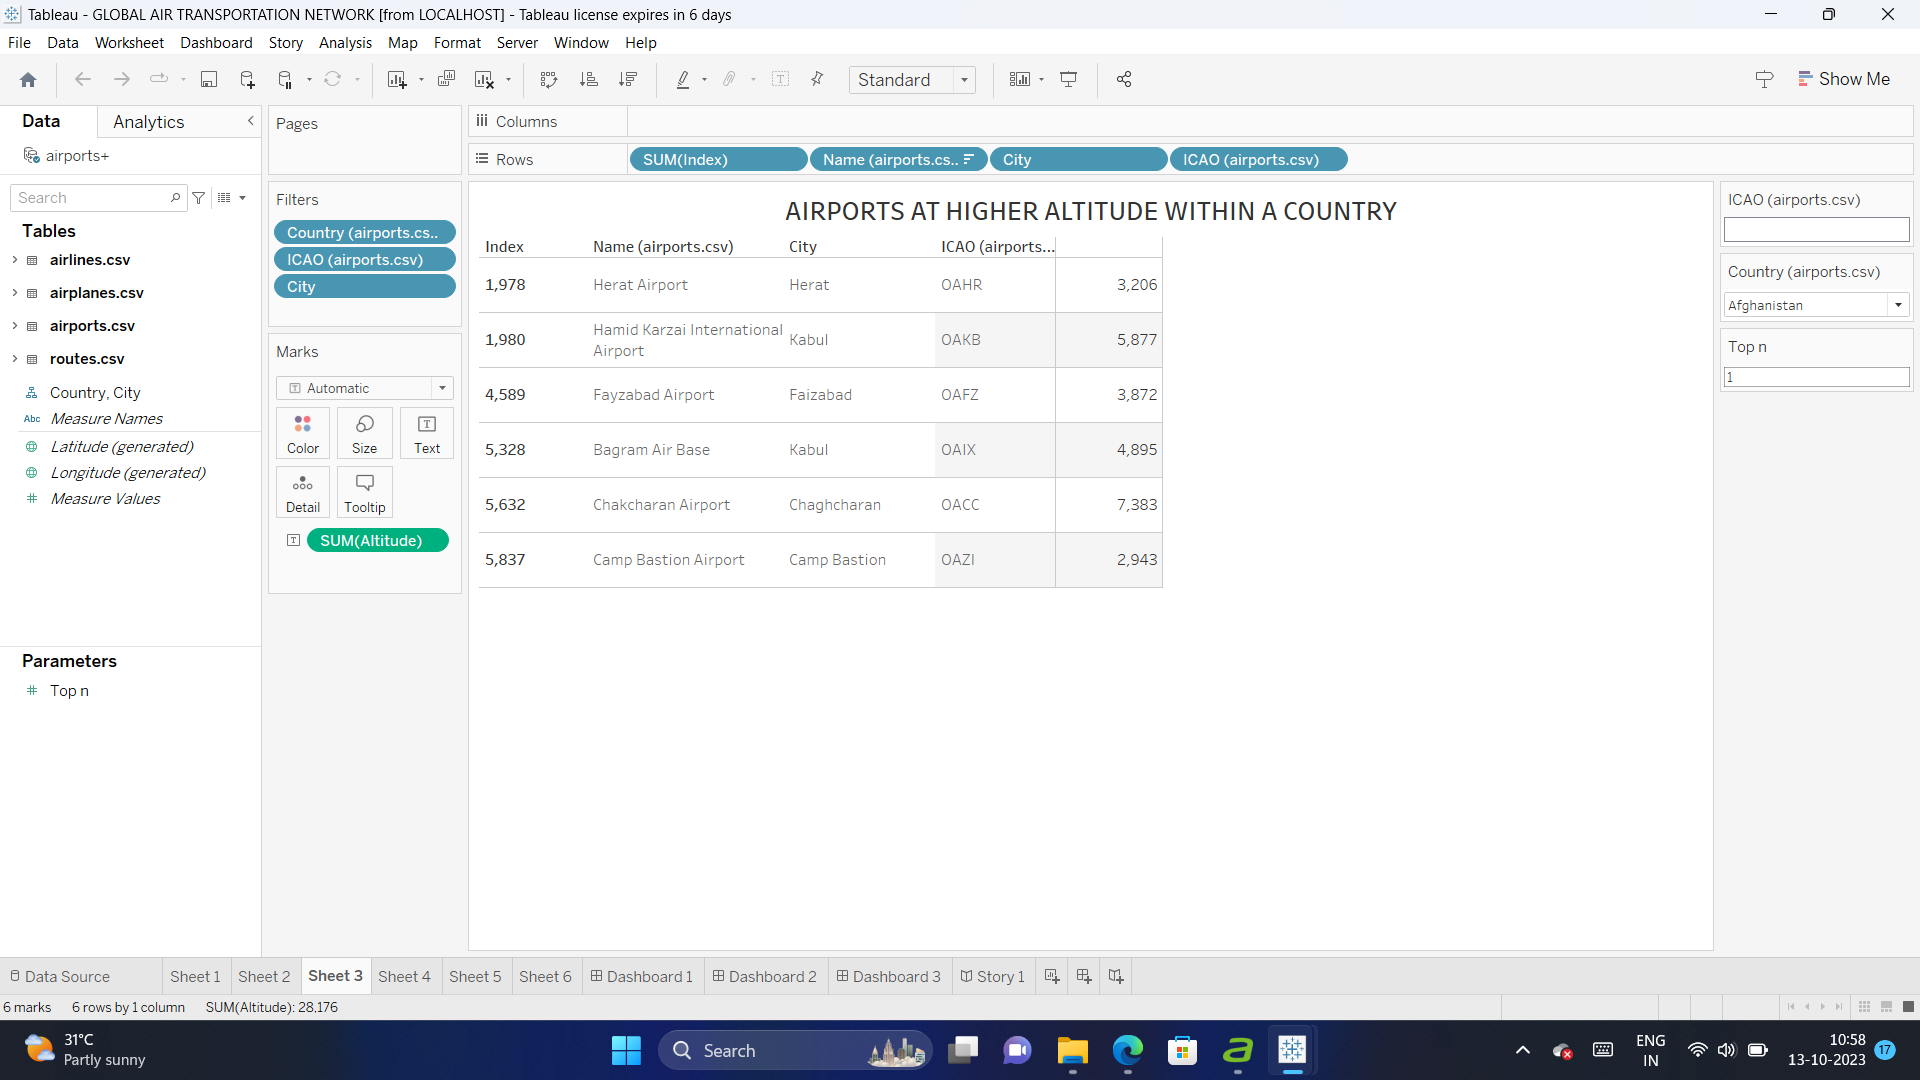 Tableau - GLOBAL AIR TRANSPORTATION NETWORK [from LOCALHOST] - Tableau license expires in 6 days
File Data Worksheet Dashboard Story Analysis Map Format Server Window Help
Standard
Show Me
Data Analytics
airports+
Search
Tables
airlines.csv
airplanes.csv
airports.csv
routes.csv
Country, City
Abc Measure Names
Latitude (generated)
Longitude (generated)
Measure Values
Parameters
Top n
Pages
Filters
Country (airports.cs..
ICAO (airports.csv)
City
Marks
Automatic
Color Size Text
Detail Tooltip
SUM(Altitude)
Columns
Rows SUM(Index) Name (airports.cs.. City ICAO (airports.csv)
AIRPORTS AT HIGHER ALTITUDE WITHIN A COUNTRY
Index Name (airports.csv) City ICAO (airports...
1,978 Herat Airport Herat OAHR 3,206
1,980 Hamid Karzai International Airport Kabul OAKB 5,877
4,589 Fayzabad Airport Faizabad OAFZ 3,872
5,328 Bagram Air Base Kabul OAIX 4,895
5,632 Chakcharan Airport Chaghcharan OACC 7,383
5,837 Camp Bastion Airport Camp Bastion OAZI 2,943
ICAO (airports.csv)
Country (airports.csv)
Afghanistan
Top n
1
Data Source Sheet 1 Sheet 2 Sheet 3 Sheet 4 Sheet 5 Sheet 6 Dashboard 1 Dashboard 2 Dashboard 3 Story 1
6 marks 6 rows by 1 column SUM(Altitude): 28,176
31°C
Partly sunny
Search
ENG
IN
10:58
13-10-2023
17